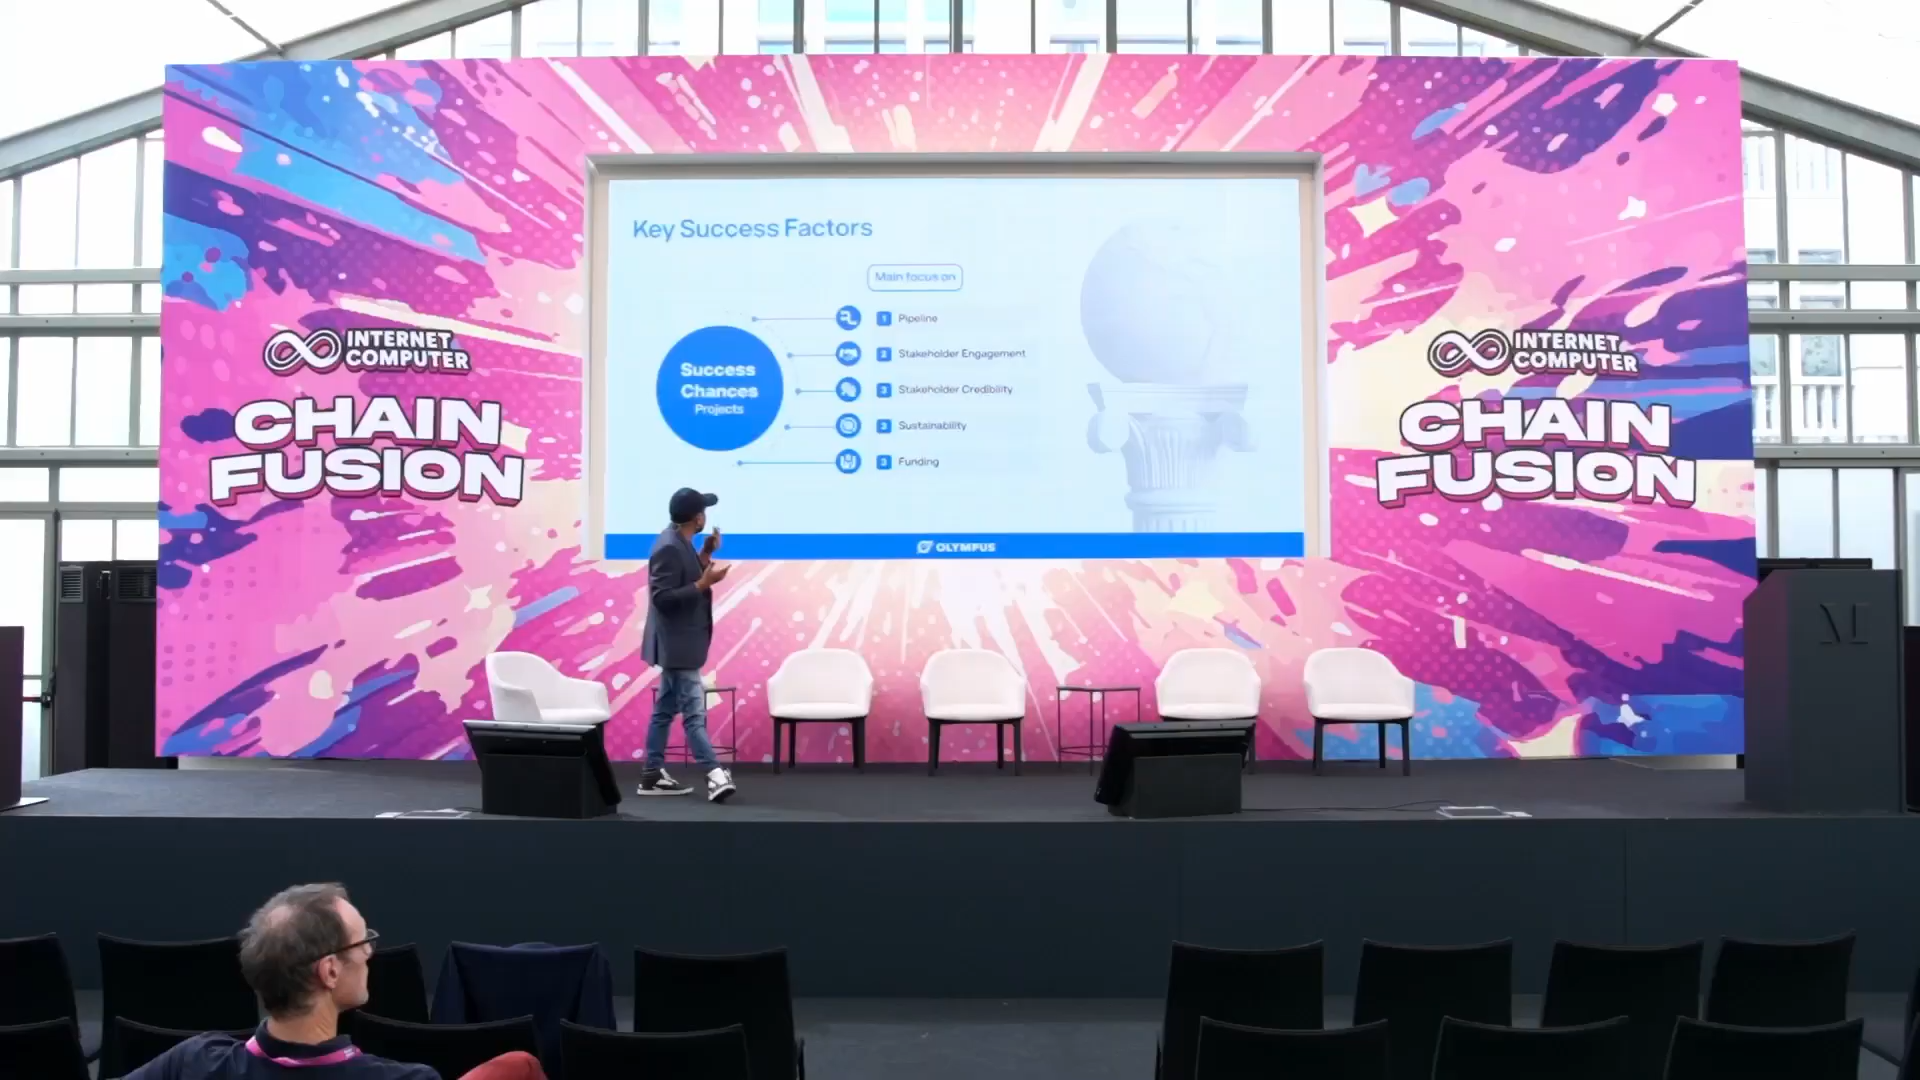 Key Success Factors
Main focus on
Success
Chances
Projects
1 Pipeline
2 Stakeholder Engagement
3 Stakeholder Credibility
3 Sustainability
3 Funding
OLYMPUS
INTERNET
COMPUTER
CHAIN
FUSION
INTERNET
COMPUTER
CHAIN
FUSION
M